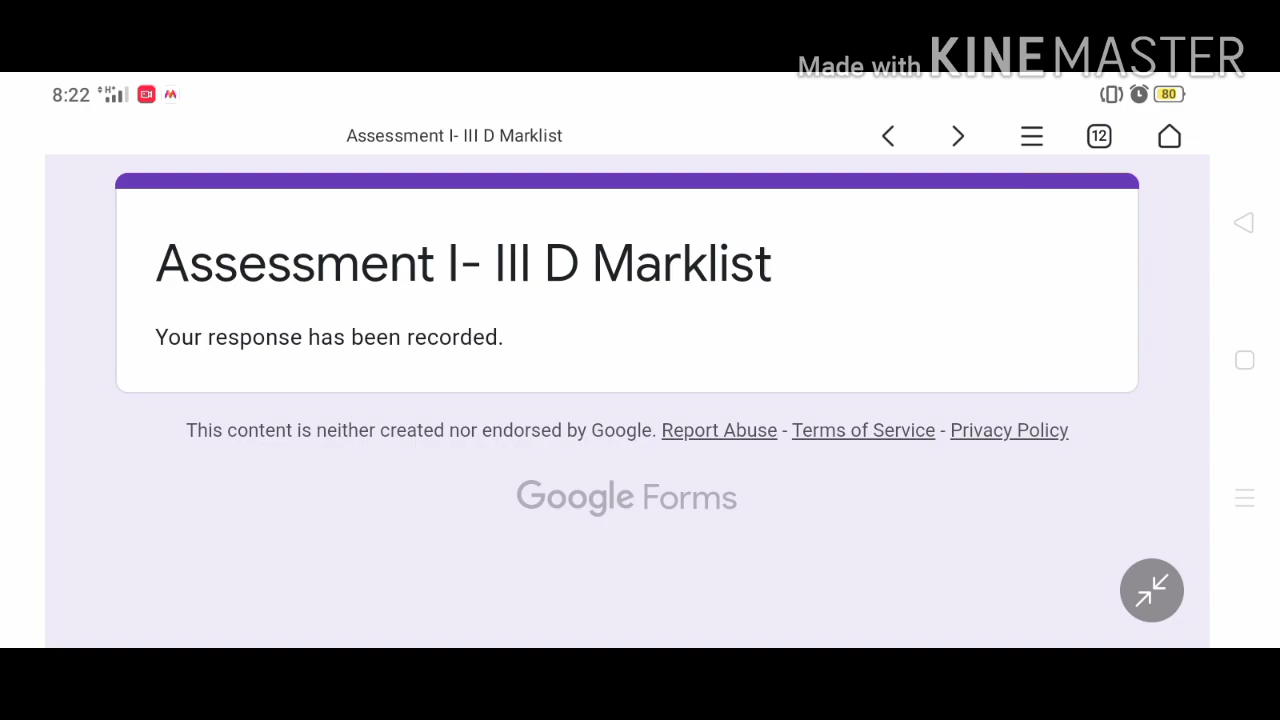 Made with KINEMASTER
8:22 H+ 80
Assessment I- III D Marklist 12
Assessment I- III D Marklist
Your response has been recorded.
This content is neither created nor endorsed by Google. Report Abuse - Terms of Service - Privacy Policy
Google Forms